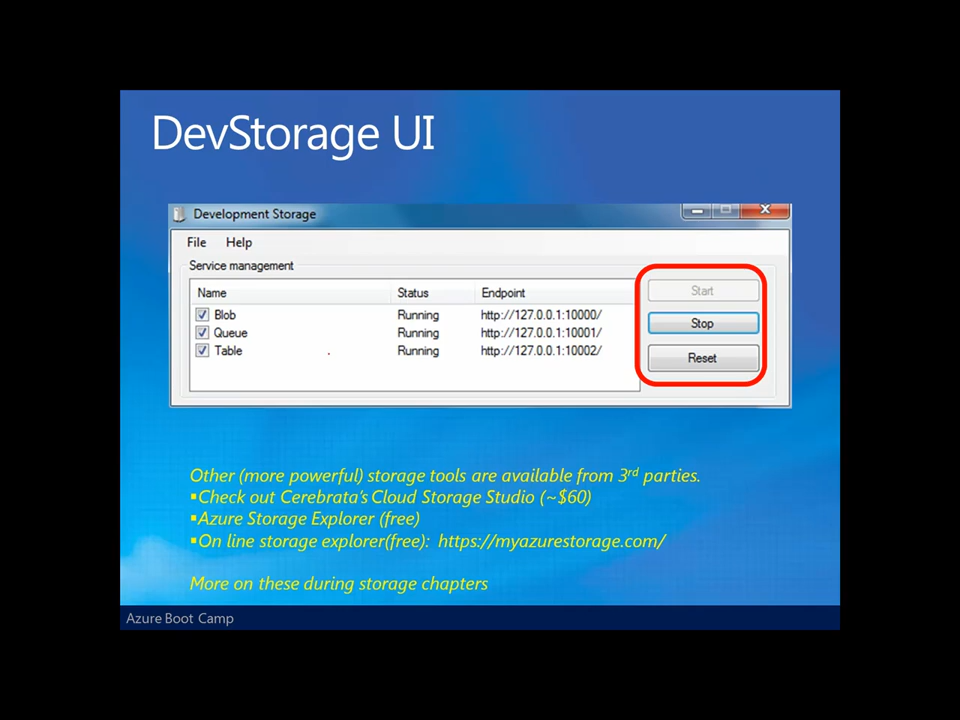 DevStorage UI
Development Storage
File Help
Service management
Name Status Endpoint
Blob Running http://127.0.0.1:10000/
Queue Running http://127.0.0.1:10001/
Table Running http://127.0.0.1:10002/
Start
Stop
Reset
Other (more powerful) storage tools are available from 3rd parties.
▪Check out Cerebrata's Cloud Storage Studio (~$60)
▪Azure Storage Explorer (free)
▪On line storage explorer(free): https://myazurestorage.com/
More on these during storage chapters
Azure Boot Camp